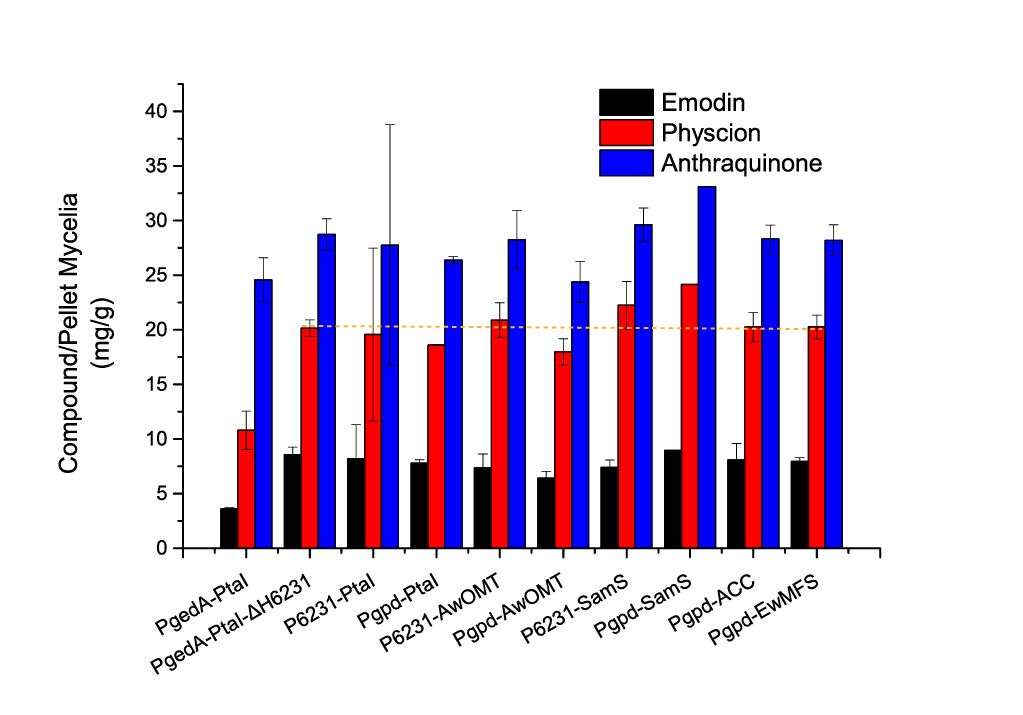 Emodin
Physcion
Anthraquinone
Compound/Pellet Mycelia
(mg/g)
40
35
30
25
20
15
10
5
0
PgedA-PtaI
PgedA-PtaI-ΔH6231
P6231-PtaI
Pgpd-PtaI
P6231-AwOMT
Pgpd-AwOMT
P6231-SamS
Pgpd-SamS
Pgpd-ACC
Pgpd-EwMFS